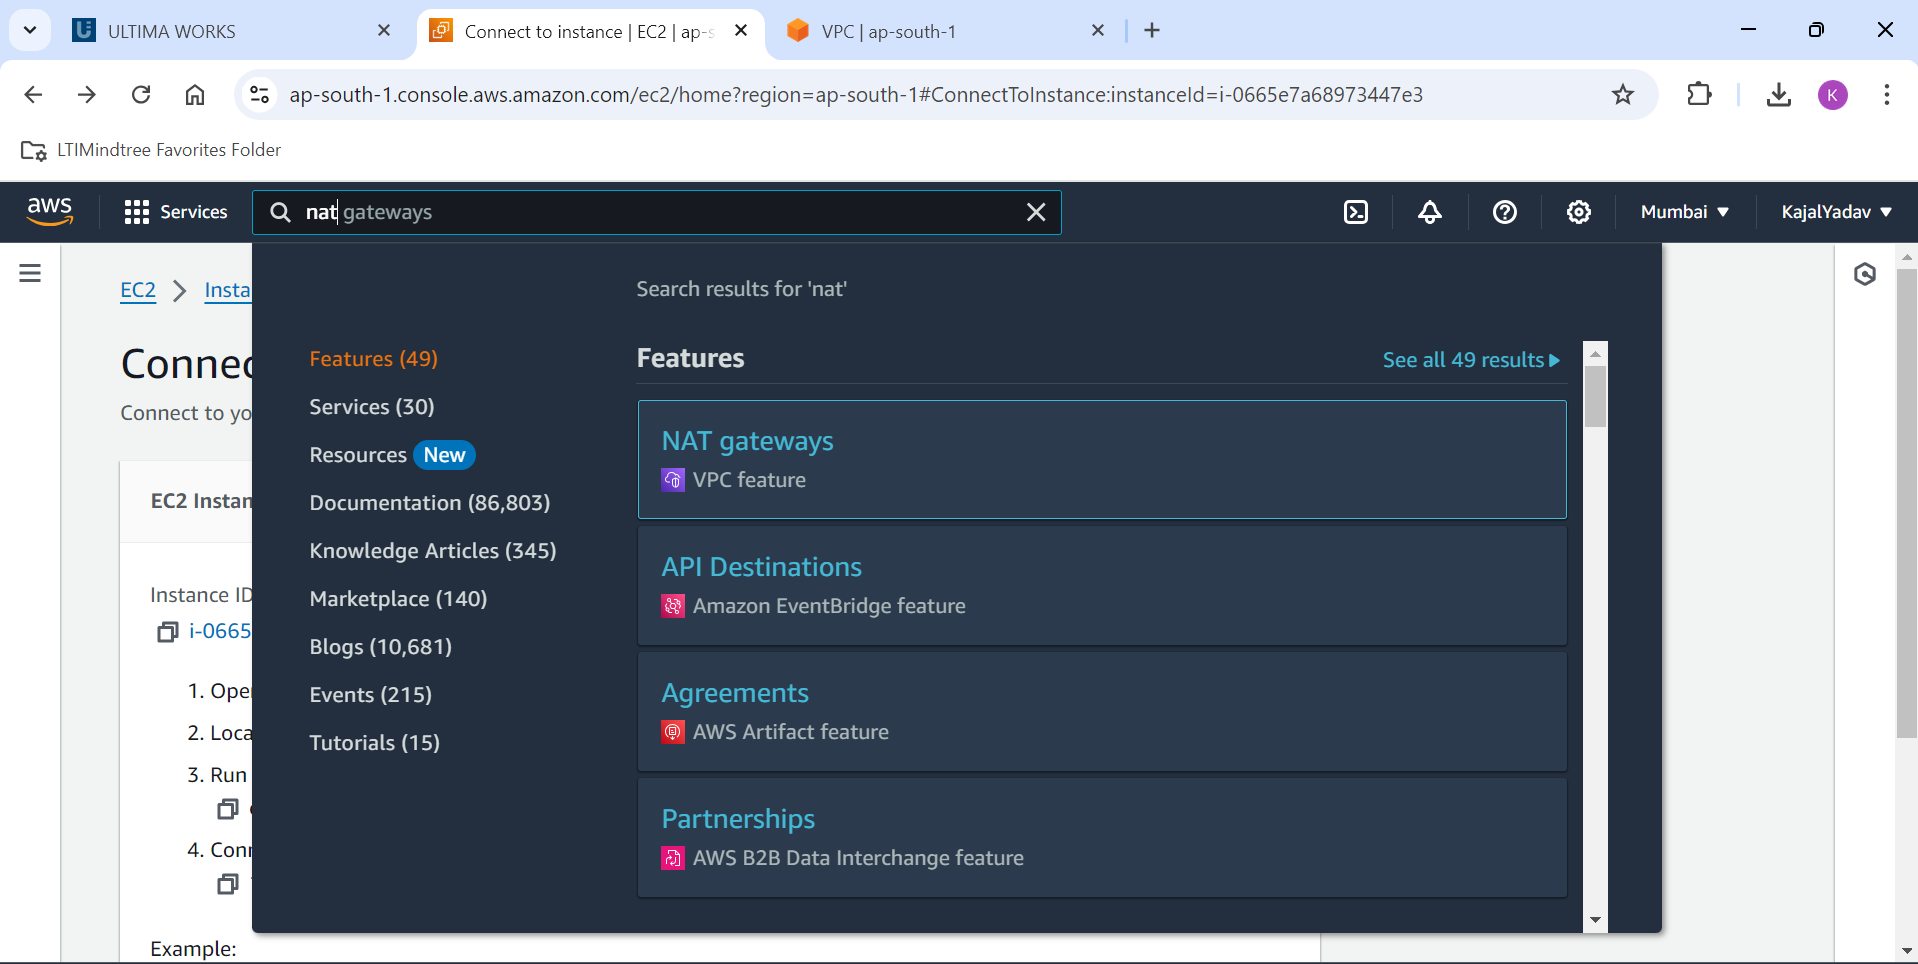 ULTIMA WORKS
Connect to instance | EC2 | ap-s
VPC | ap-south-1
ap-south-1.console.aws.amazon.com/ec2/home?region=ap-south-1#ConnectToInstance:instanceId=i-0665e7a68973447e3
K
LTIMindtree Favorites Folder
aws
Services
nat gateways
Mumbai
KajalYadav
EC2
Insta
Search results for 'nat'
Connec
Connect to yo
Features (49)
Services (30)
Resources New
Documentation (86,803)
Knowledge Articles (345)
Marketplace (140)
Blogs (10,681)
Events (215)
Tutorials (15)
Features
See all 49 results
NAT gateways
VPC feature
API Destinations
Amazon EventBridge feature
Agreements
AWS Artifact feature
Partnerships
AWS B2B Data Interchange feature
EC2 Instan
Instance ID
i-0665
1. Ope
2. Loca
3. Run
4. Conn
Example: